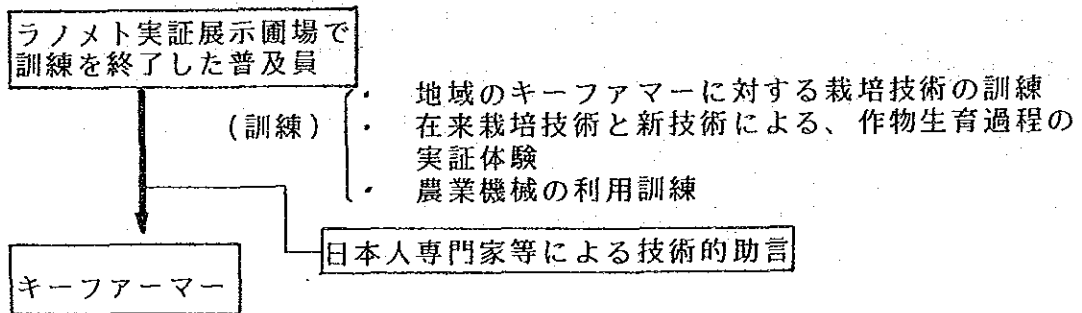 ラノメト実証展示圃場で
訓練を終了した普及員
(訓練)
・ 地域のキーファマーに対する栽培技術の訓練
・ 在来栽培技術と新技術による、作物生育過程の
実証体験
・ 農業機械の利用訓練
日本人専門家等による技術的助言
キーファーマー